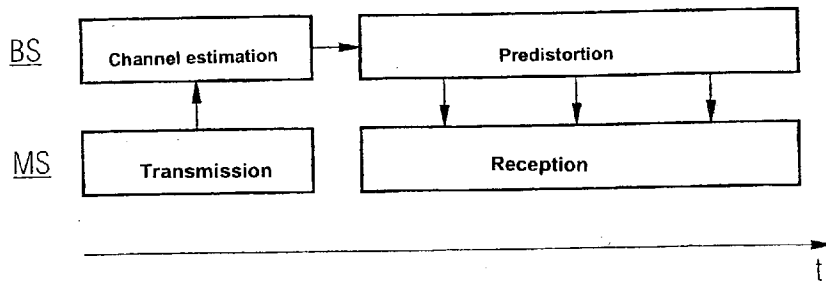 BS
Channel estimation
Predistortion
MS
Transmission
Reception
t